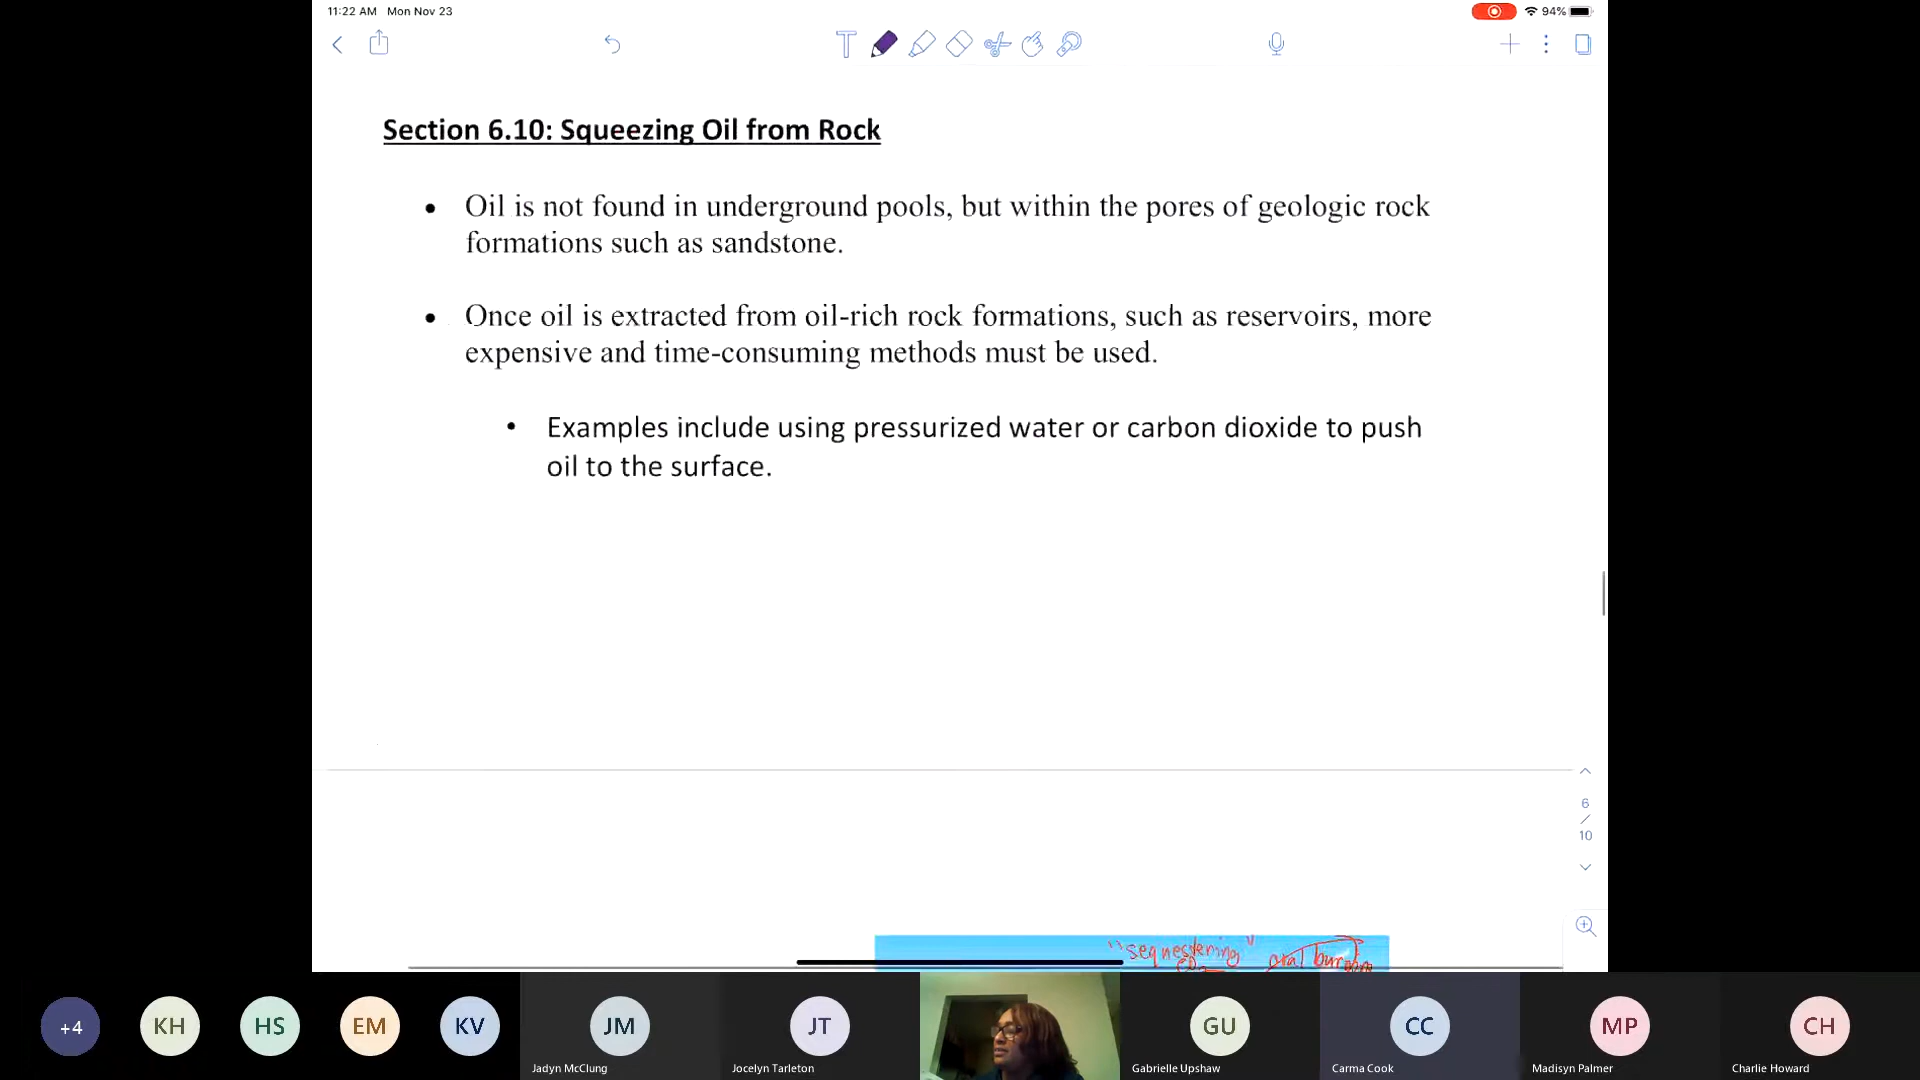 11:22 AM Mon Nov 23
94%
T
Section 6.10: Squeezing Oil from Rock
• Oil is not found in underground pools, but within the pores of geologic rock
formations such as sandstone.
• Once oil is extracted from oil-rich rock formations, such as reservoirs, more
expensive and time-consuming methods must be used.
• Examples include using pressurized water or carbon dioxide to push
oil to the surface.
6
/
10
"sequestering" coal burning
CO₂
+4 KH HS EM KV JM JT GU CC MP CH
Jadyn McClung Jocelyn Tarleton Gabrielle Upshaw Carma Cook Madisyn Palmer Charlie Howard